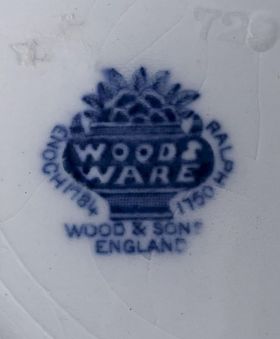 729
WOODS
WARE
ENOCH 1784
RALPH 1750
WOOD & SONS
ENGLAND